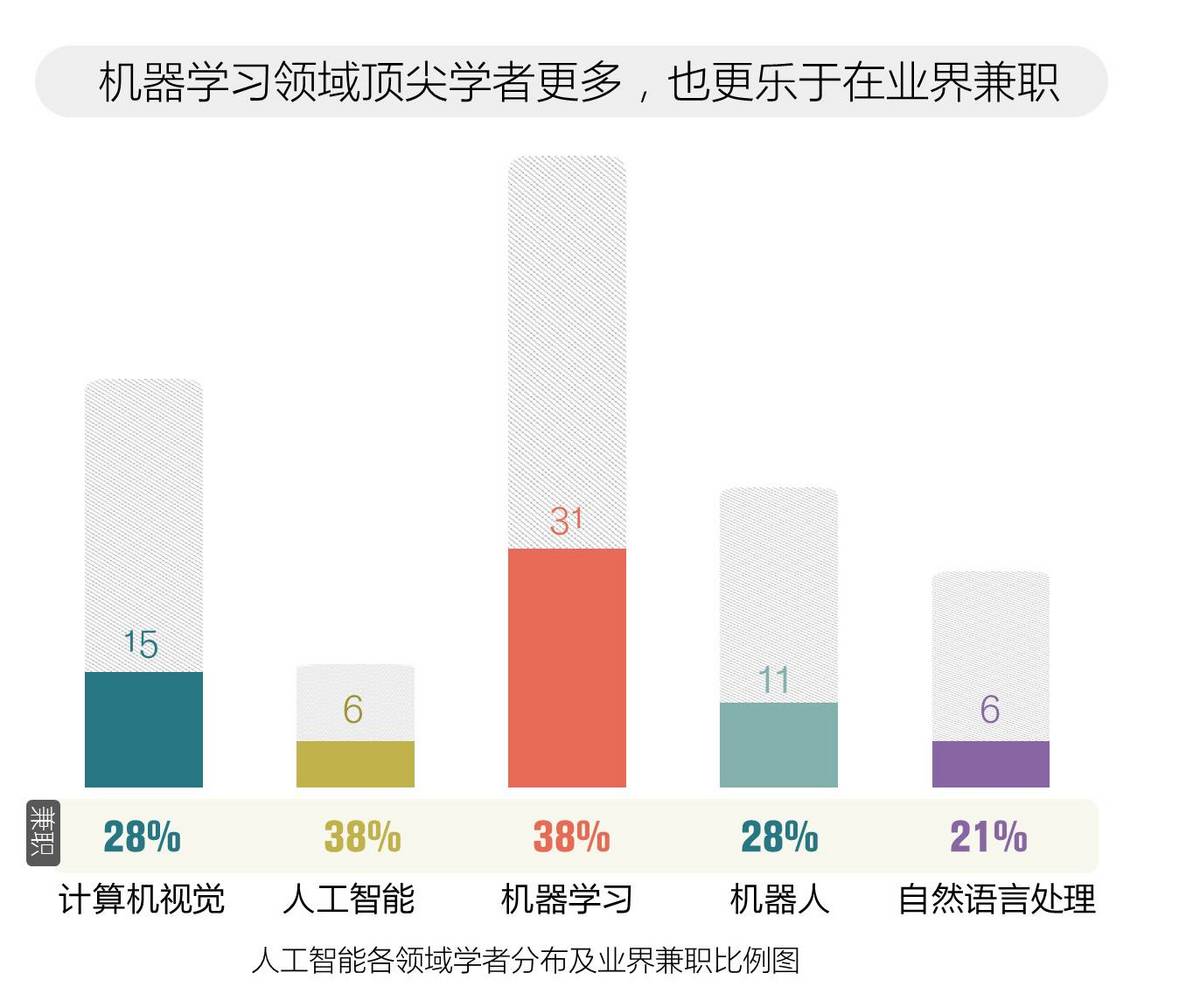 机器学习领域顶尖学者更多，也更乐于在业界兼职
31
15
11
6
6
兼职
28%
38%
38%
28%
21%
计算机视觉
人工智能
机器学习
机器人
自然语言处理
人工智能各领域学者分布及业界兼职比例图